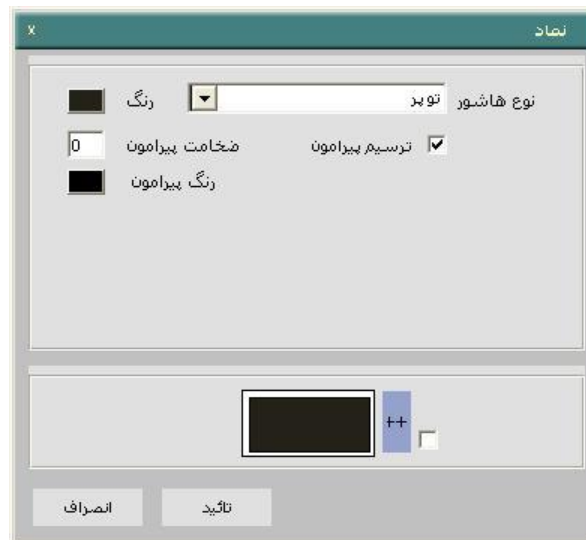 نماد x
نوع هاشور توپر رنگ
ترسیم پیرامون ضخامت پیرامون 0
رنگ پیرامون
++
تائید انصراف